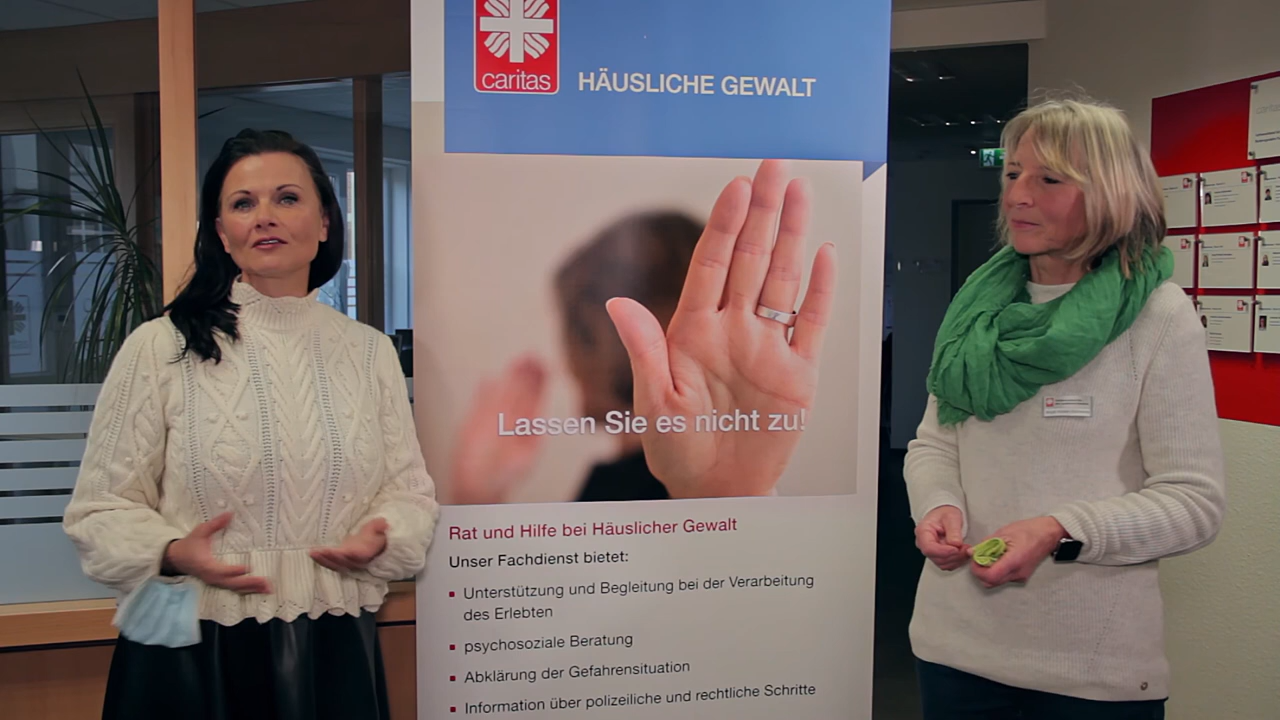 caritas
HÄUSLICHE GEWALT
Lassen Sie es nicht zu!
Rat und Hilfe bei Häuslicher Gewalt
Unser Fachdienst bietet:
▪ Unterstützung und Begleitung bei der Verarbeitung
des Erlebten
▪ psychosoziale Beratung
▪ Abklärung der Gefahrensituation
▪ Information über polizeiliche und rechtliche Schritte